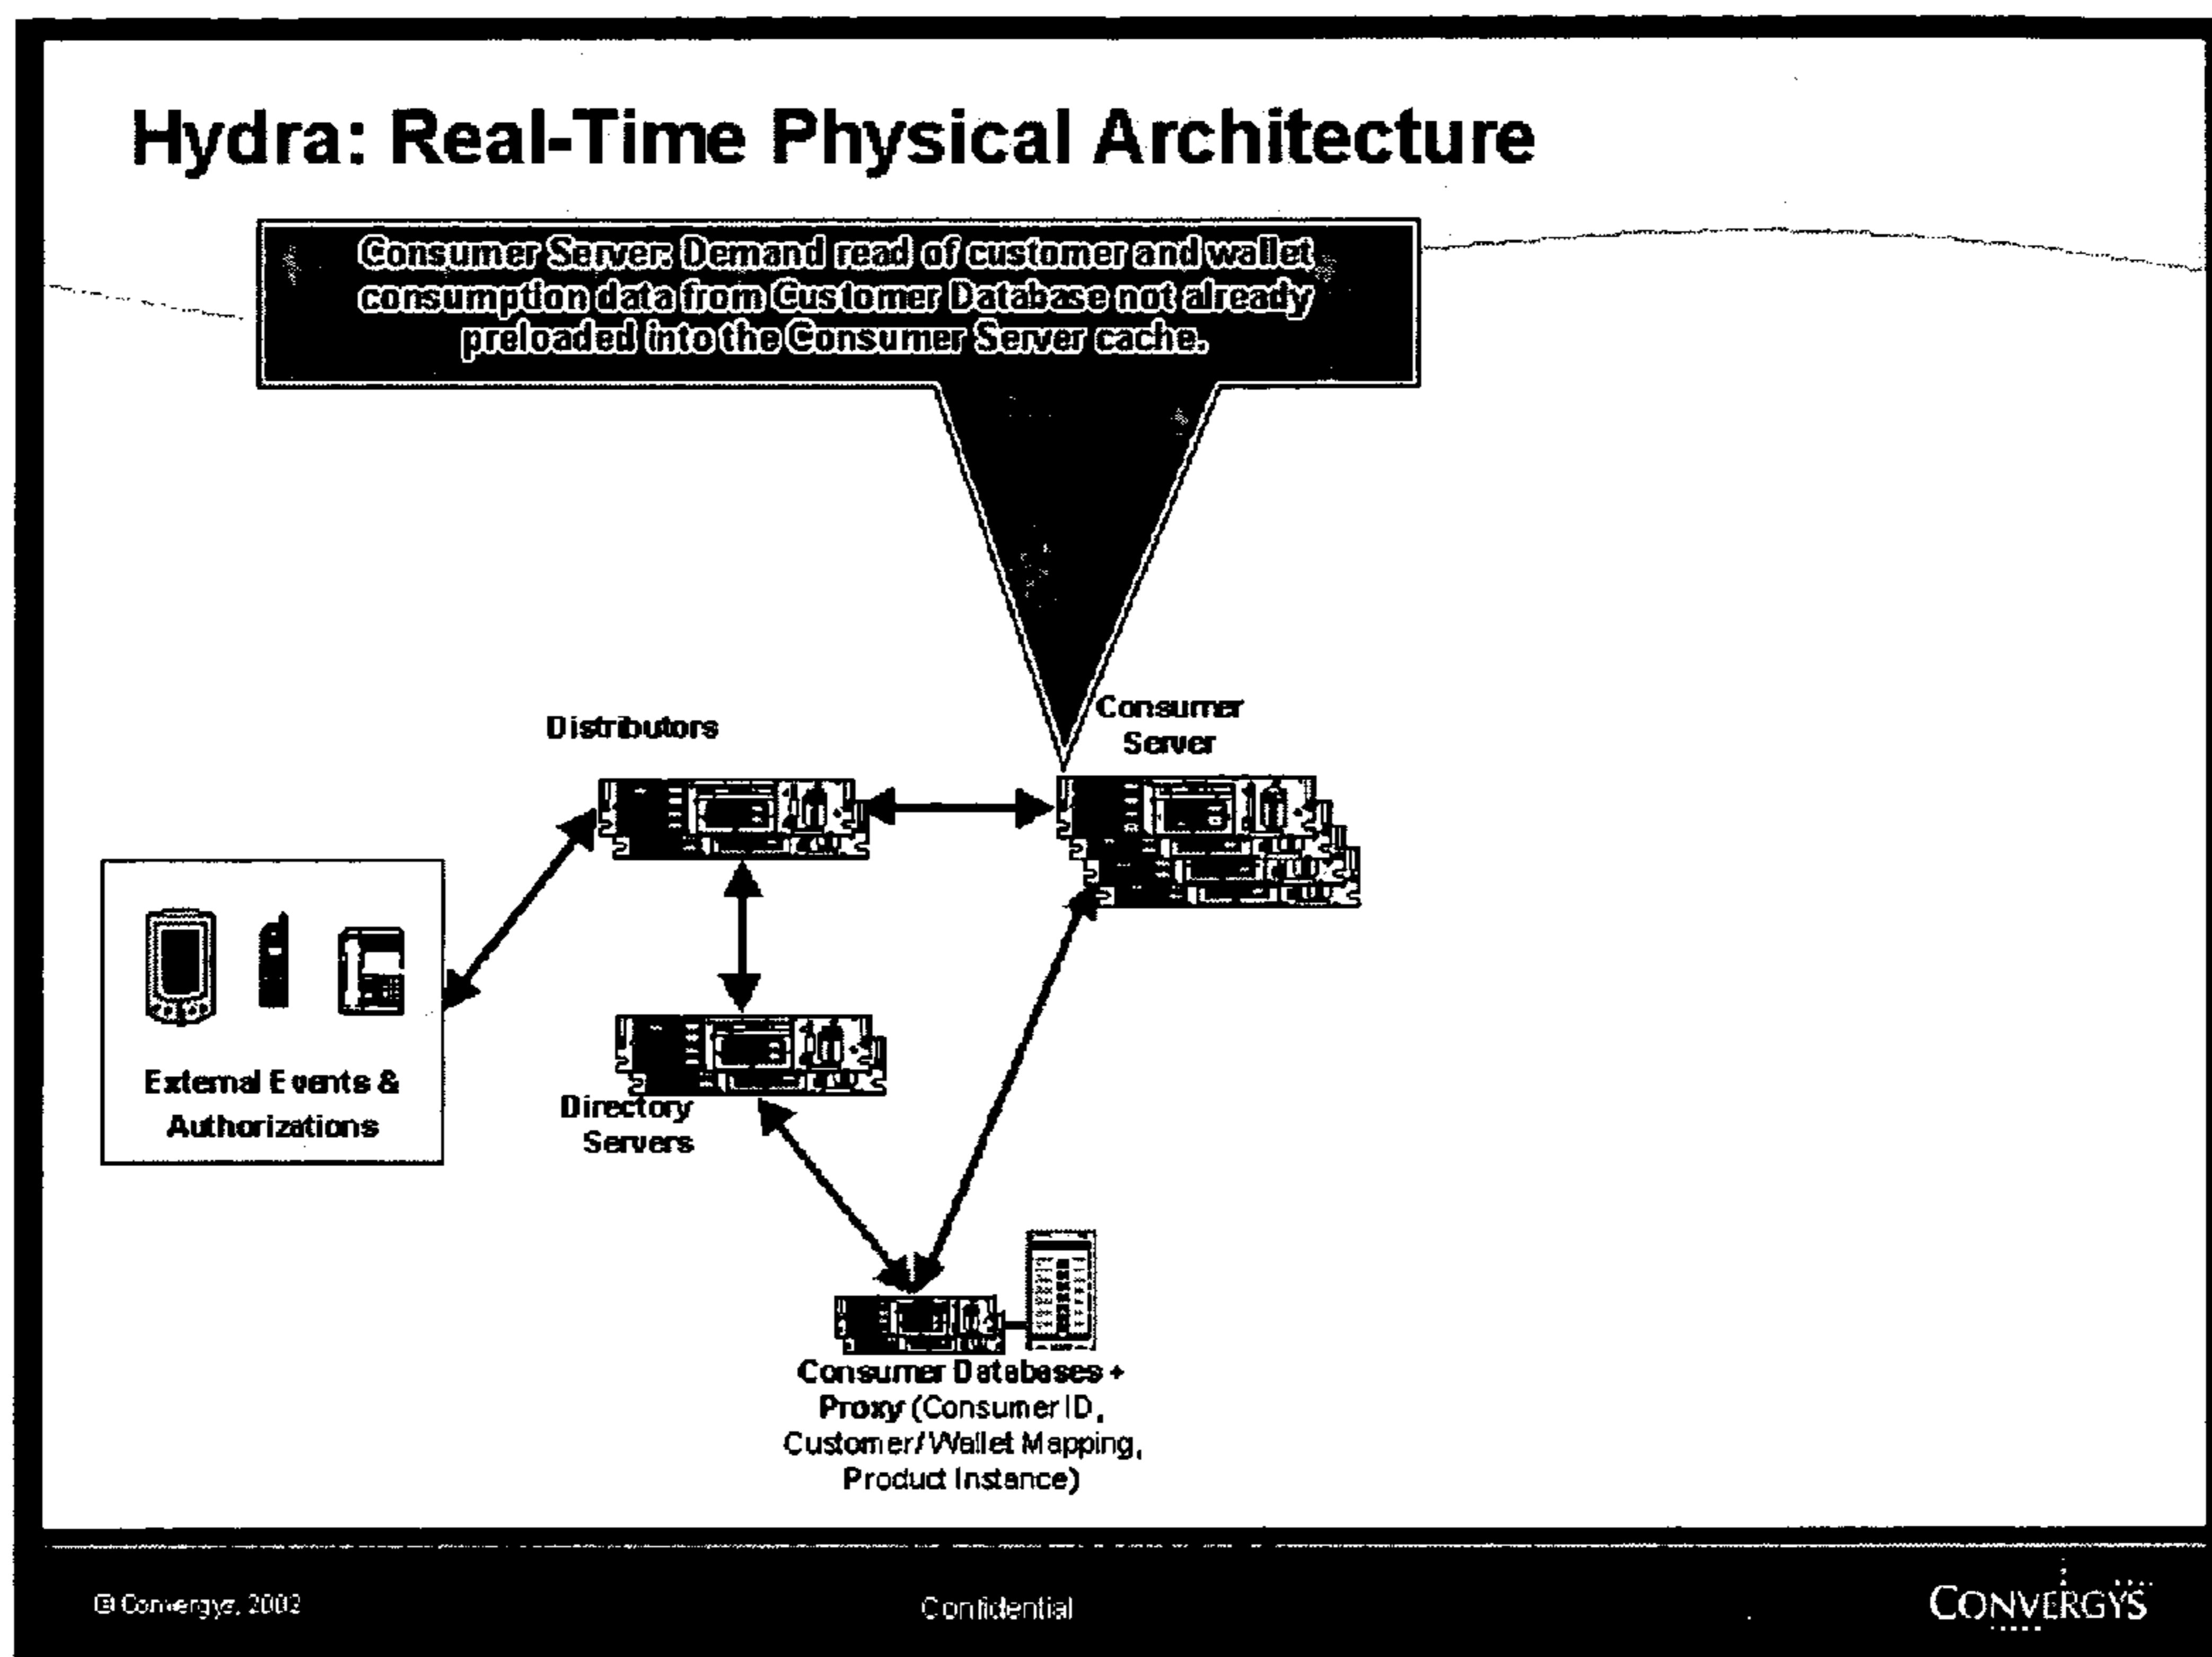 Hydra: Real-Time Physical Architecture
Consumer Server: Demand read of customer and wallet
consumption data from Customer Database not already
preloaded into the Consumer Server cache.
Distributors
Consumer
Server
External Events &
Authorizations
Directory
Servers
Consumer Databases +
Proxy (Consumer ID,
Customer/Wallet Mapping,
Product Instance)
© Convergys, 2002
Confidential
CONVERGYS